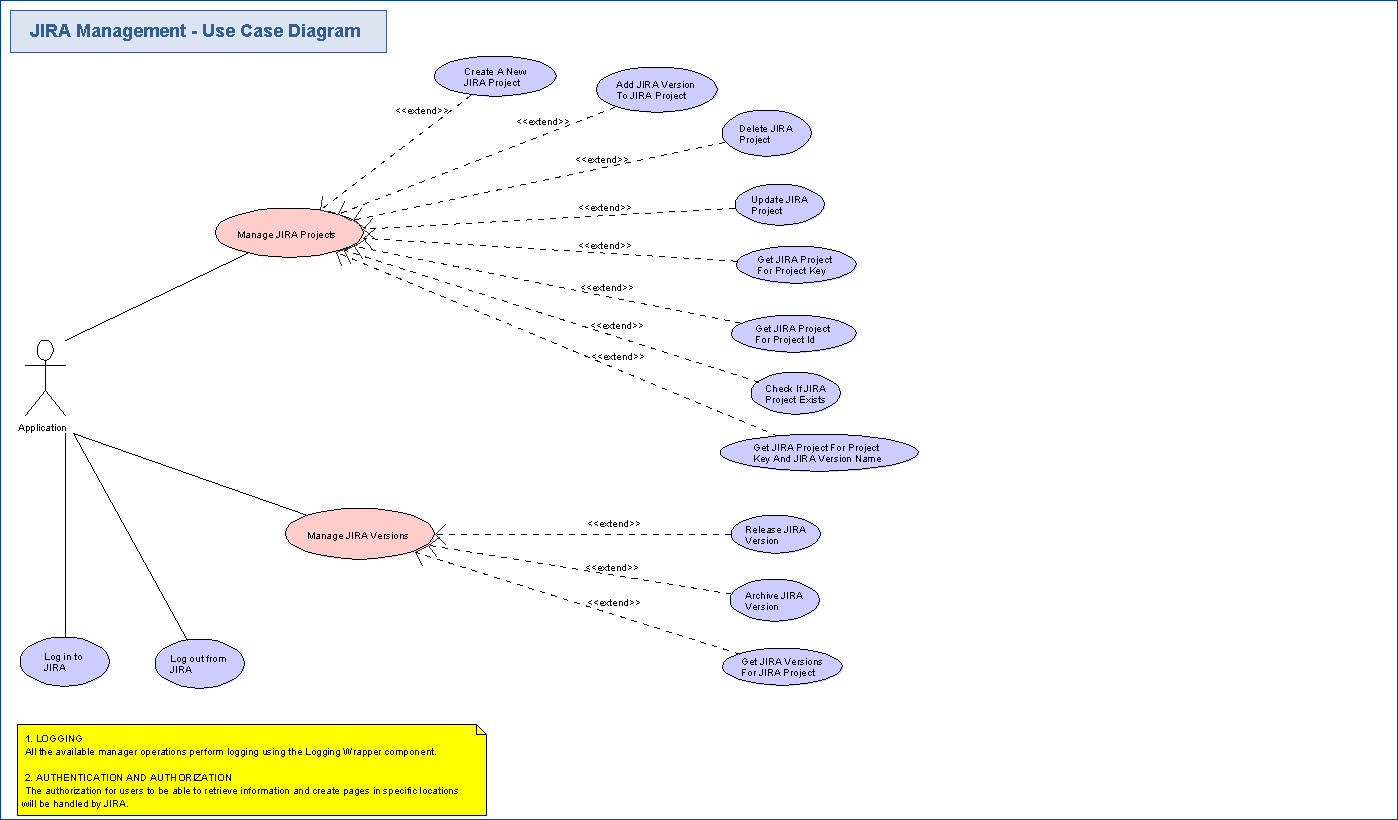 JIRA Management - Use Case Diagram
Create A New
JIRA Project
<<extend>>
Add JIRA Version
To JIRA Project
<<extend>>
Delete JIRA
Project
<<extend>>
Update JIRA
Project
<<extend>>
Manage JIRA Projects
Get JIRA Project
For Project Key
<<extend>>
Get JIRA Project
For Project Id
<<extend>>
Check If JIRA
Project Exists
<<extend>>
Get JIRA Project For Project
Key And JIRA Version Name
<<extend>>
Application
Manage JIRA Versions
<<extend>>
Release JIRA
Version
<<extend>>
Archive JIRA
Version
<<extend>>
Get JIRA Versions
For JIRA Project
Log in to
JIRA
Log out from
JIRA
1. LOGGING
All the available manager operations perform logging using the Logging Wrapper component.
2. AUTHENTICATION AND AUTHORIZATION
The authorization for users to be able to retrieve information and create pages in specific locations
will be handled by JIRA.